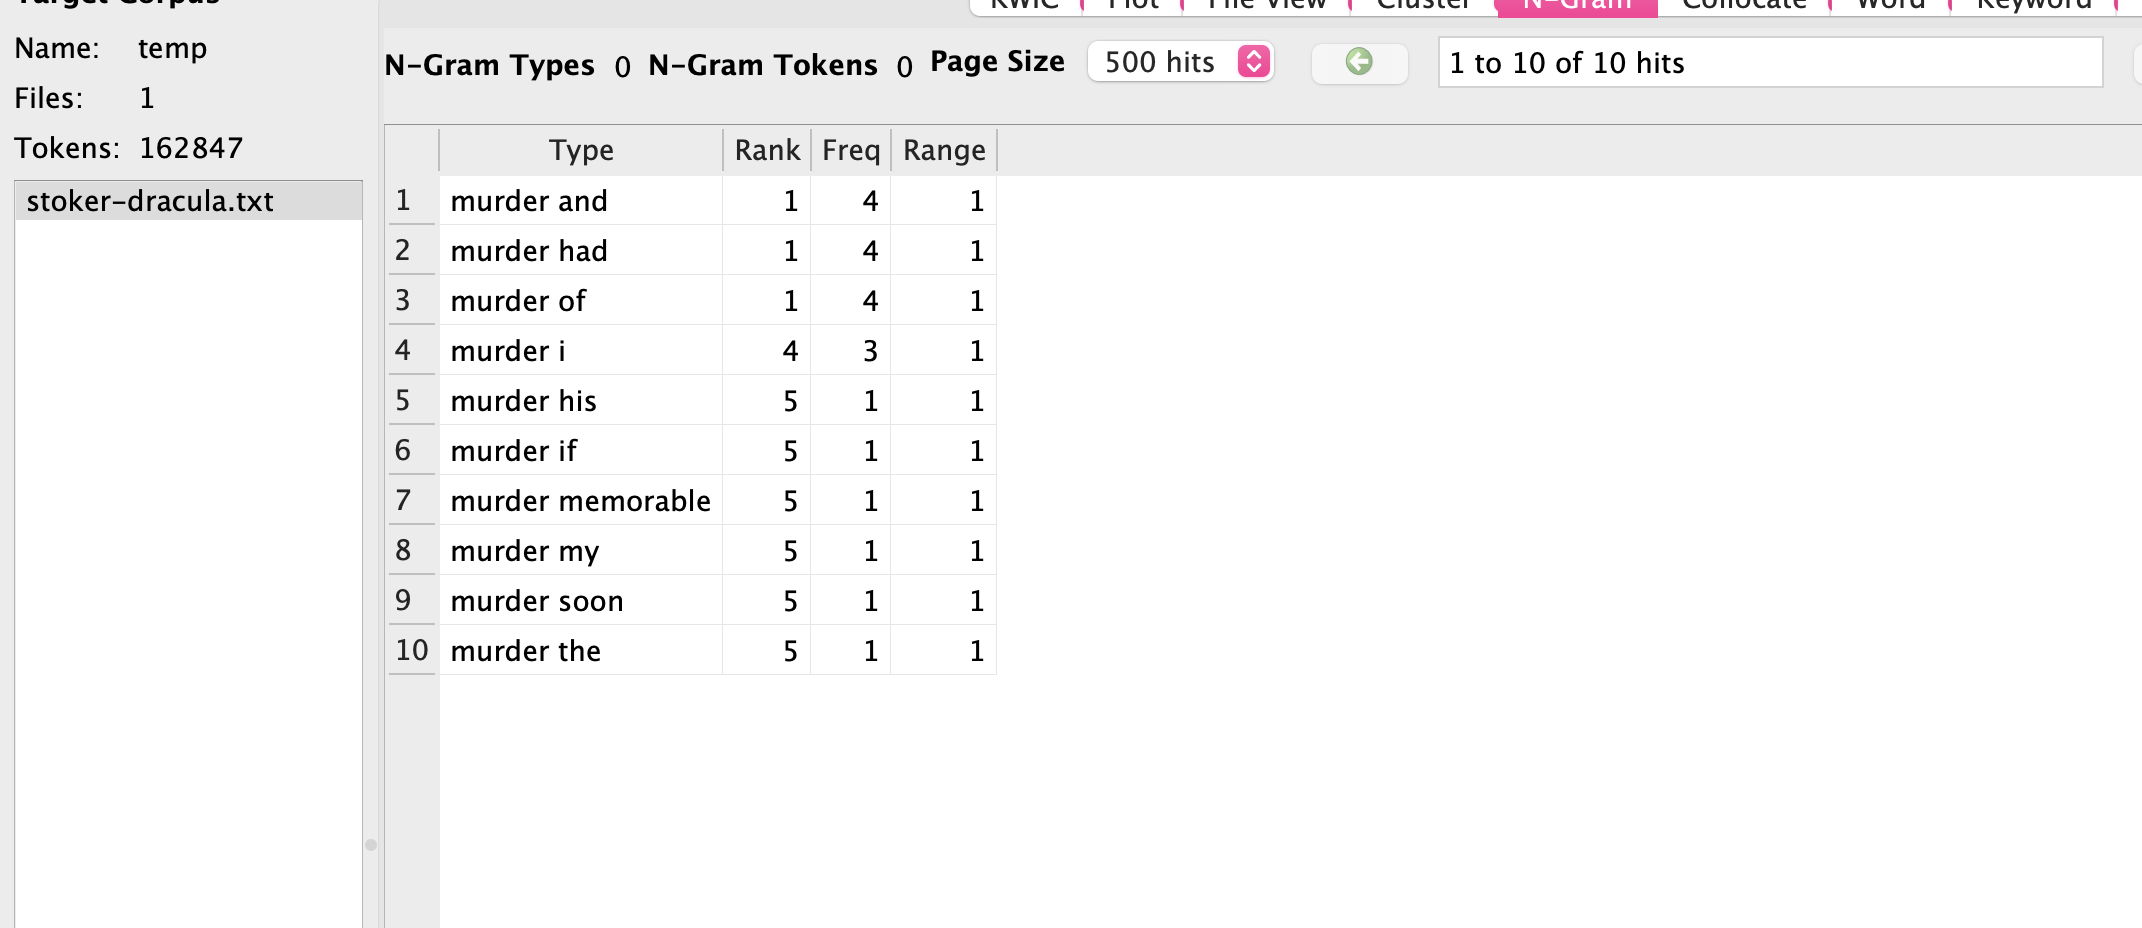 Target Corpus
Name: temp
Files: 1
Tokens: 162847
stoker-dracula.txt
KWIC Plot File View Cluster N-Gram Collocate Word Keyword
N-Gram Types 0 N-Gram Tokens 0 Page Size 500 hits 1 to 10 of 10 hits
Type Rank Freq Range
1 murder and 1 4 1
2 murder had 1 4 1
3 murder of 1 4 1
4 murder i 4 3 1
5 murder his 5 1 1
6 murder if 5 1 1
7 murder memorable 5 1 1
8 murder my 5 1 1
9 murder soon 5 1 1
10 murder the 5 1 1